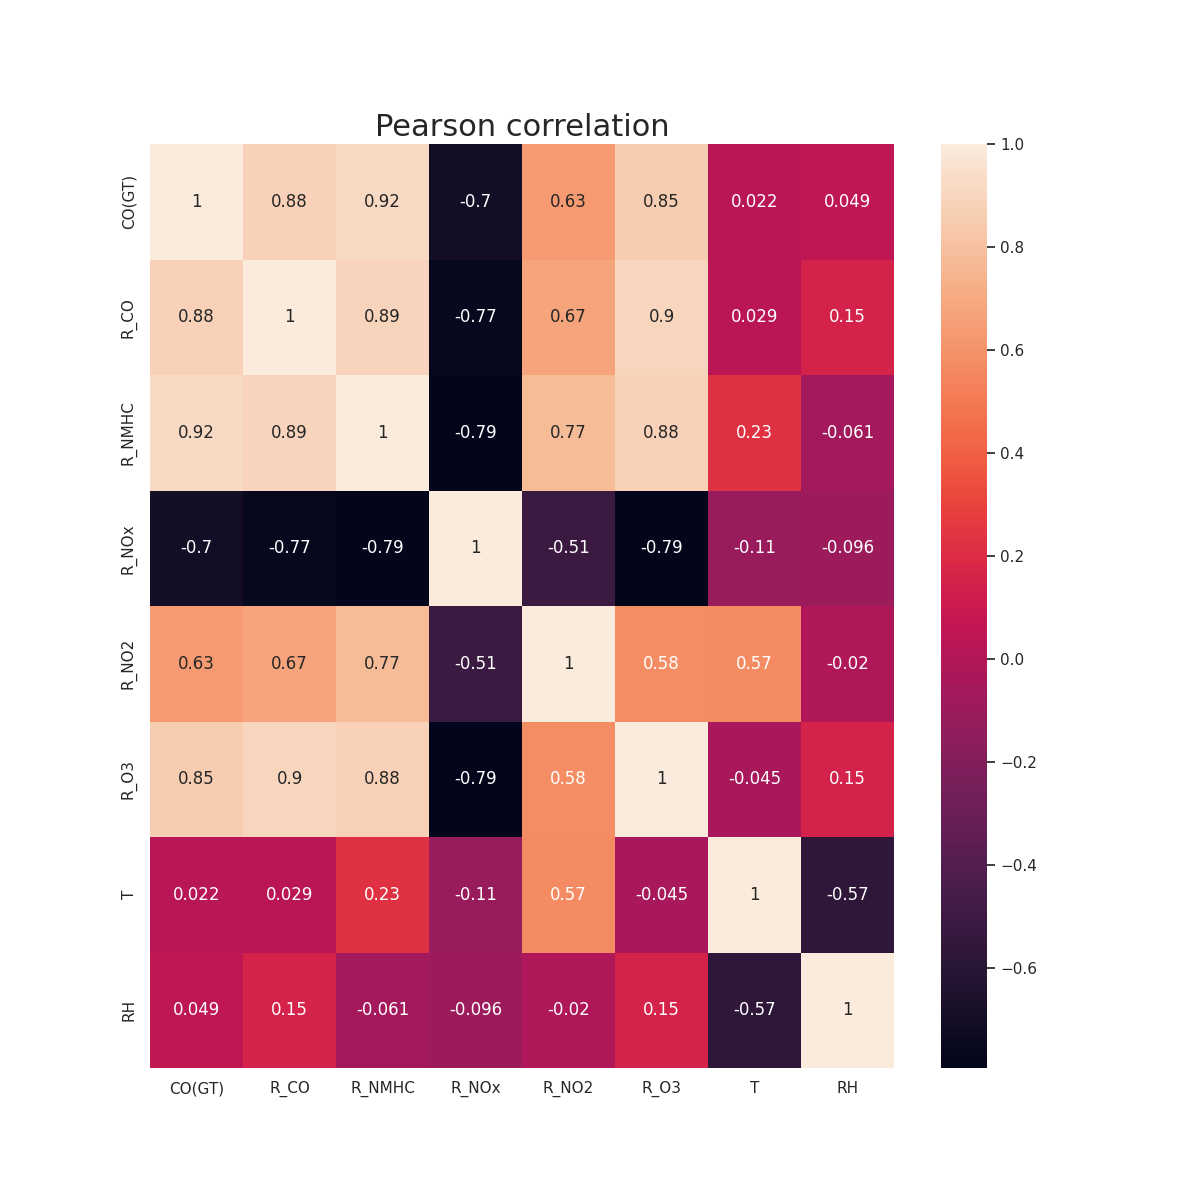 Pearson correlation
CO(GT) 1 0.88 0.92 -0.7 0.63 0.85 0.022 0.049
R_CO 0.88 1 0.89 -0.77 0.67 0.9 0.029 0.15
R_NMHC 0.92 0.89 1 -0.79 0.77 0.88 0.23 -0.061
R_NOx -0.7 -0.77 -0.79 1 -0.51 -0.79 -0.11 -0.096
R_NO2 0.63 0.67 0.77 -0.51 1 0.58 0.57 -0.02
R_O3 0.85 0.9 0.88 -0.79 0.58 1 -0.045 0.15
T 0.022 0.029 0.23 -0.11 0.57 -0.045 1 -0.57
RH 0.049 0.15 -0.061 -0.096 -0.02 0.15 -0.57 1
CO(GT) R_CO R_NMHC R_NOx R_NO2 R_O3 T RH
1.0
0.8
0.6
0.4
0.2
0.0
−0.2
−0.4
−0.6